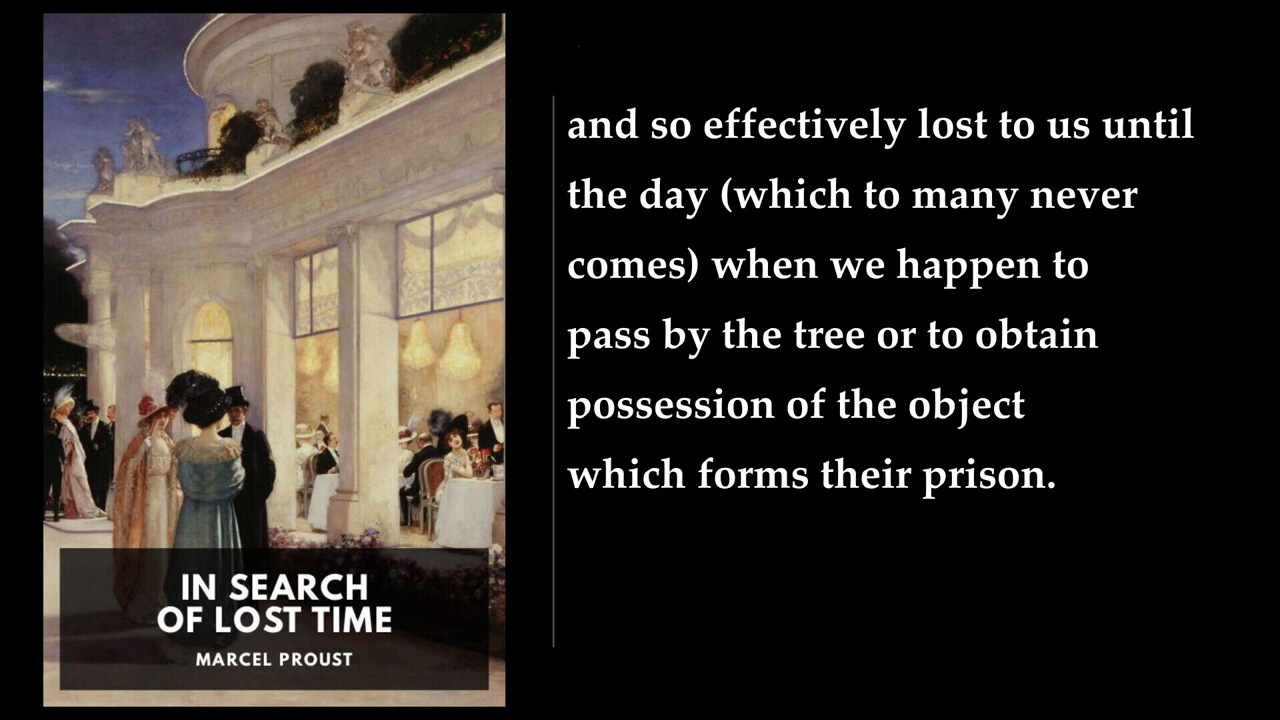 IN SEARCH
OF LOST TIME
MARCEL PROUST
and so effectively lost to us until
the day (which to many never
comes) when we happen to
pass by the tree or to obtain
possession of the object
which forms their prison.